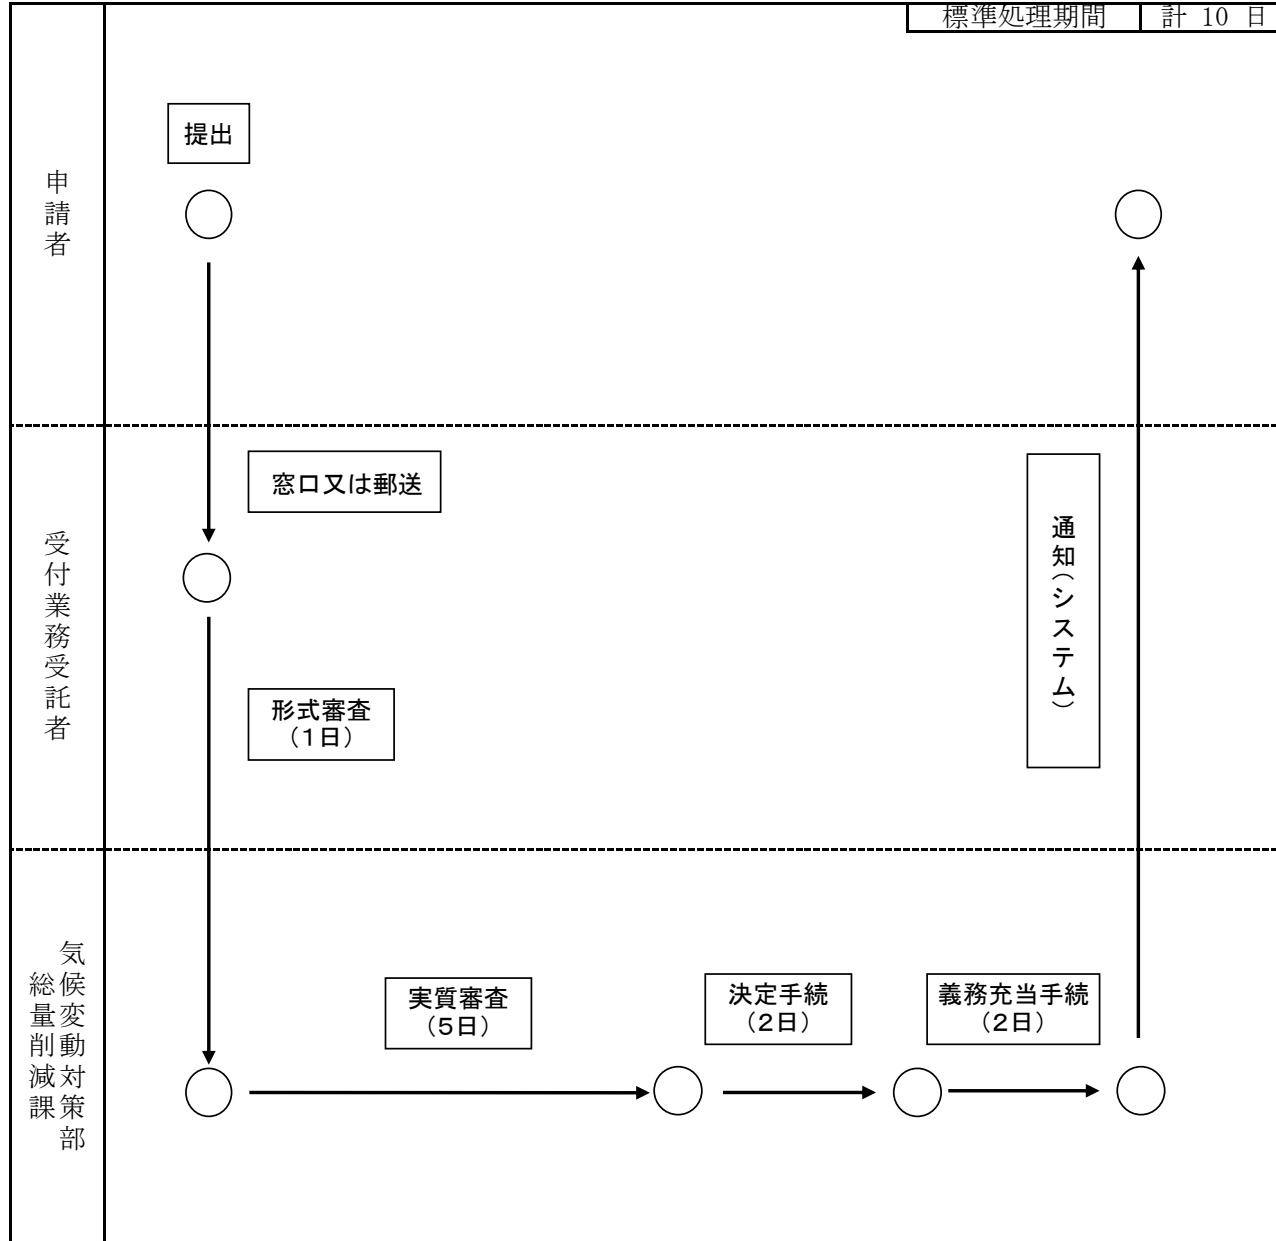 標準処理期間
計 10 日
申請者
提出
受付業務受託者
窓口又は郵送
形式審査
（1日）
通知（システム）
気候変動対策部
総量削減課
実質審査
（5日）
決定手続
（2日）
義務充当手続
（2日）